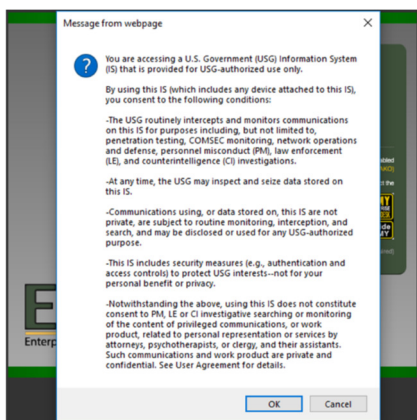 Message from webpage
You are accessing a U.S. Government (USG) Information System
(IS) that is provided for USG-authorized use only.
By using this IS (which includes any device attached to this IS),
you consent to the following conditions:
-The USG routinely intercepts and monitors communications
on this IS for purposes including, but not limited to,
penetration testing, COMSEC monitoring, network operations
and defense, personnel misconduct (PM), law enforcement
(LE), and counterintelligence (CI) investigations.
-At any time, the USG may inspect and seize data stored on
this IS.
-Communications using, or data stored on, this IS are not
private, are subject to routine monitoring, interception, and
search, and may be disclosed or used for any USG-authorized
purpose.
-This IS includes security measures (e.g., authentication and
access controls) to protect USG interests--not for your
personal benefit or privacy.
-Notwithstanding the above, using this IS does not constitute
consent to PM, LE or CI investigative searching or monitoring
of the content of privileged communications, or work
product, related to personal representation or services by
attorneys, psychotherapists, or clergy, and their assistants.
Such communications and work product are private and
confidential. See User Agreement for details.
OK Cancel
E
Enterp